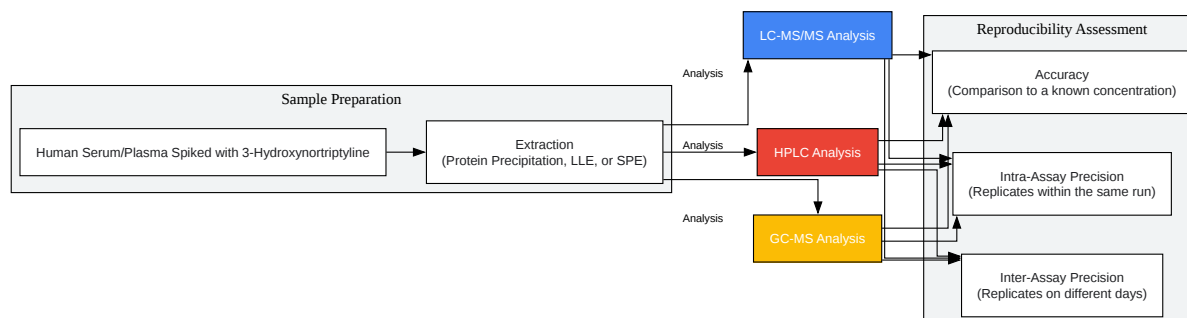 Sample Preparation
Human Serum/Plasma Spiked with 3-Hydroxynortriptyline
Extraction
(Protein Precipitation, LLE, or SPE)
Analysis
Analysis
Analysis
LC-MS/MS Analysis
HPLC Analysis
GC-MS Analysis
Reproducibility Assessment
Accuracy
(Comparison to a known concentration)
Intra-Assay Precision
(Replicates within the same run)
Inter-Assay Precision
(Replicates on different days)